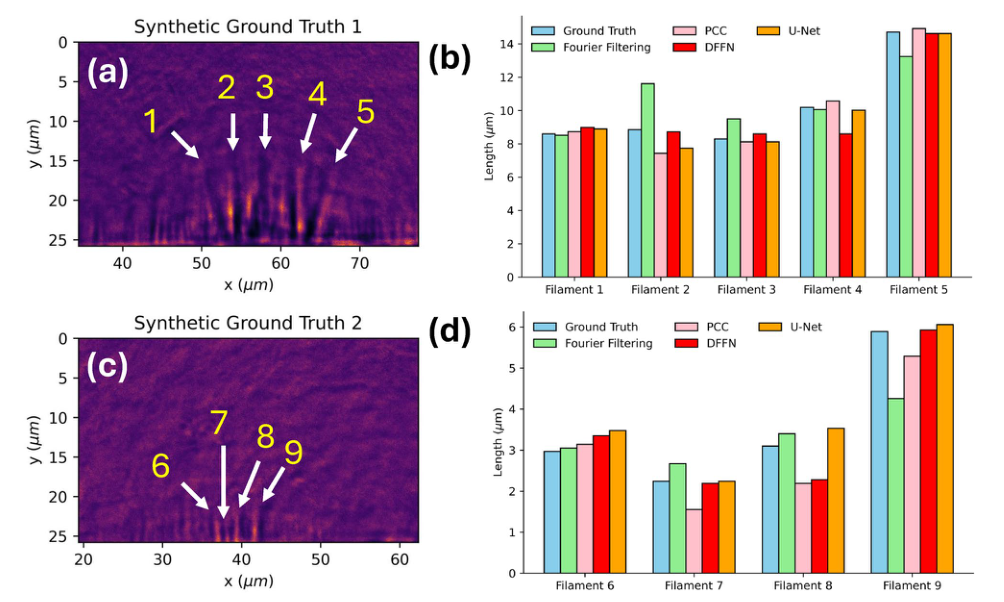 Synthetic Ground Truth 1
(a)
0
5
10
15
20
25
y (μm)
1
2
3
4
5
40
50
60
70
x (μm)
(b)
Ground Truth
Fourier Filtering
PCC
DFFN
U-Net
14
12
10
8
6
4
2
0
Length (μm)
Filament 1
Filament 2
Filament 3
Filament 4
Filament 5
Synthetic Ground Truth 2
(c)
0
5
10
15
20
25
y (μm)
6
7
8
9
20
30
40
50
60
x (μm)
(d)
Ground Truth
Fourier Filtering
PCC
DFFN
U-Net
6
5
4
3
2
1
0
Length (μm)
Filament 6
Filament 7
Filament 8
Filament 9